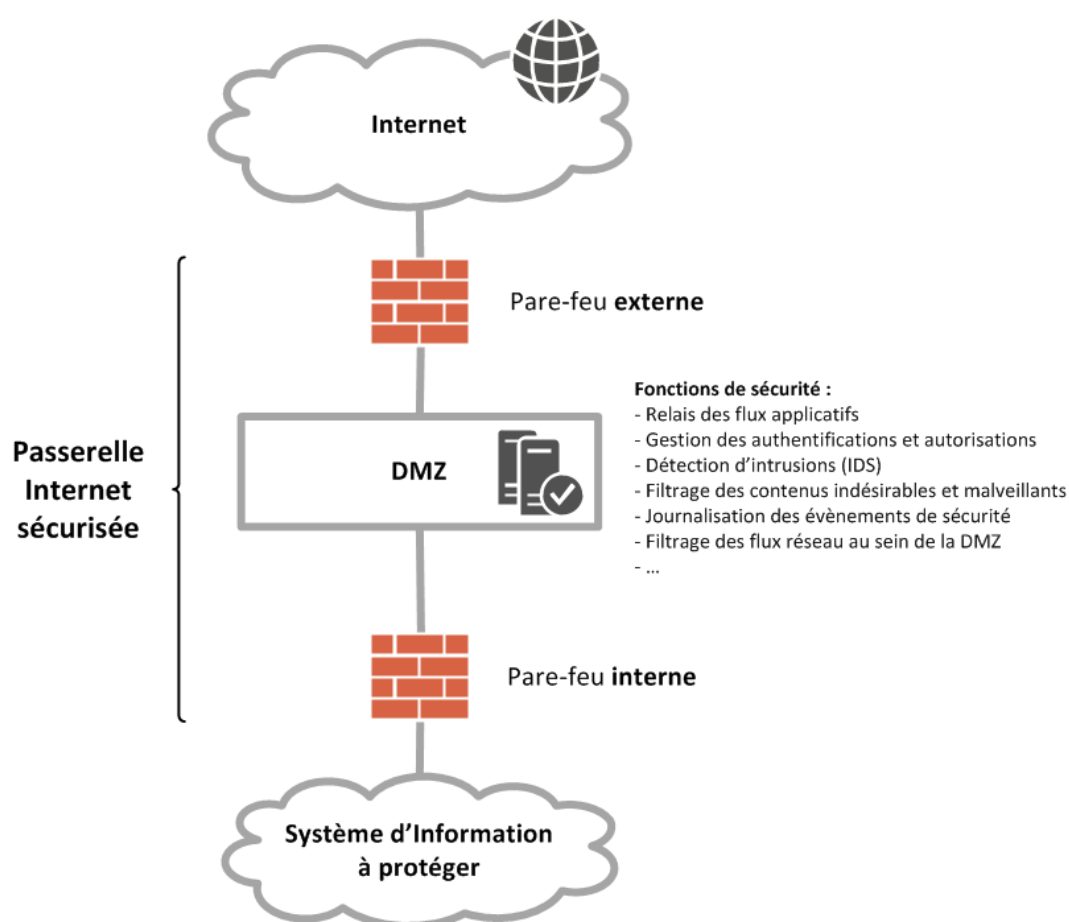 Internet
Pare-feu externe
Fonctions de sécurité :
- Relais des flux applicatifs
- Gestion des authentifications et autorisations
- Détection d’intrusions (IDS)
- Filtrage des contenus indésirables et malveillants
- Journalisation des évènements de sécurité
- Filtrage des flux réseau au sein de la DMZ
- ...
Passerelle
Internet
sécurisée
DMZ
Pare-feu interne
Système d’Information
à protéger